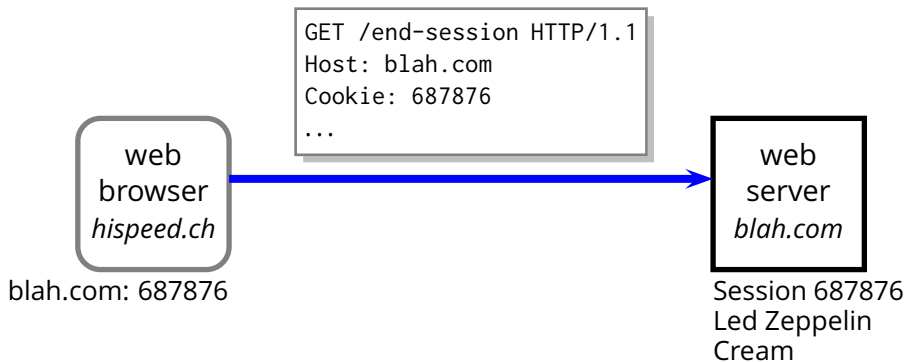 GET /end-session HTTP/1.1
Host: blah.com
Cookie: 687876
...
web
browser
hispeed.ch
blah.com: 687876
web
server
blah.com
Session 687876
Led Zeppelin
Cream